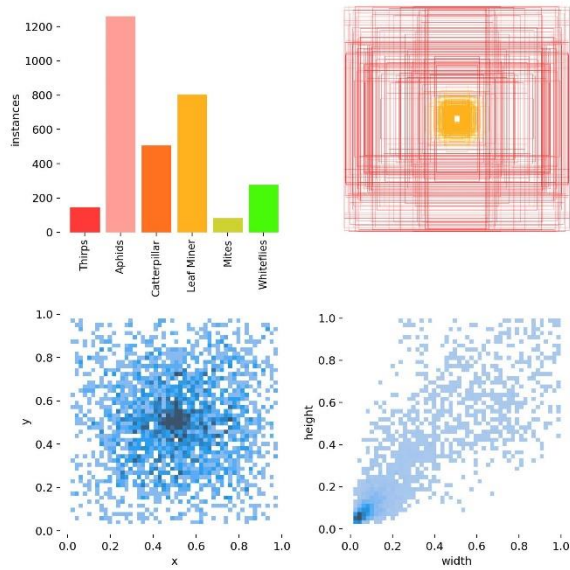 1200
1000
800
600
400
200
0
instances
Thirps
Aphids
Catterpillar
Leaf Miner
Mites
Whiteflies
1.0
0.8
0.6
0.4
0.2
0.0
y
0.0 0.2 0.4 0.6 0.8 1.0
x
1.0
0.8
0.6
0.4
0.2
0.0
height
0.0 0.2 0.4 0.6 0.8 1.0
width